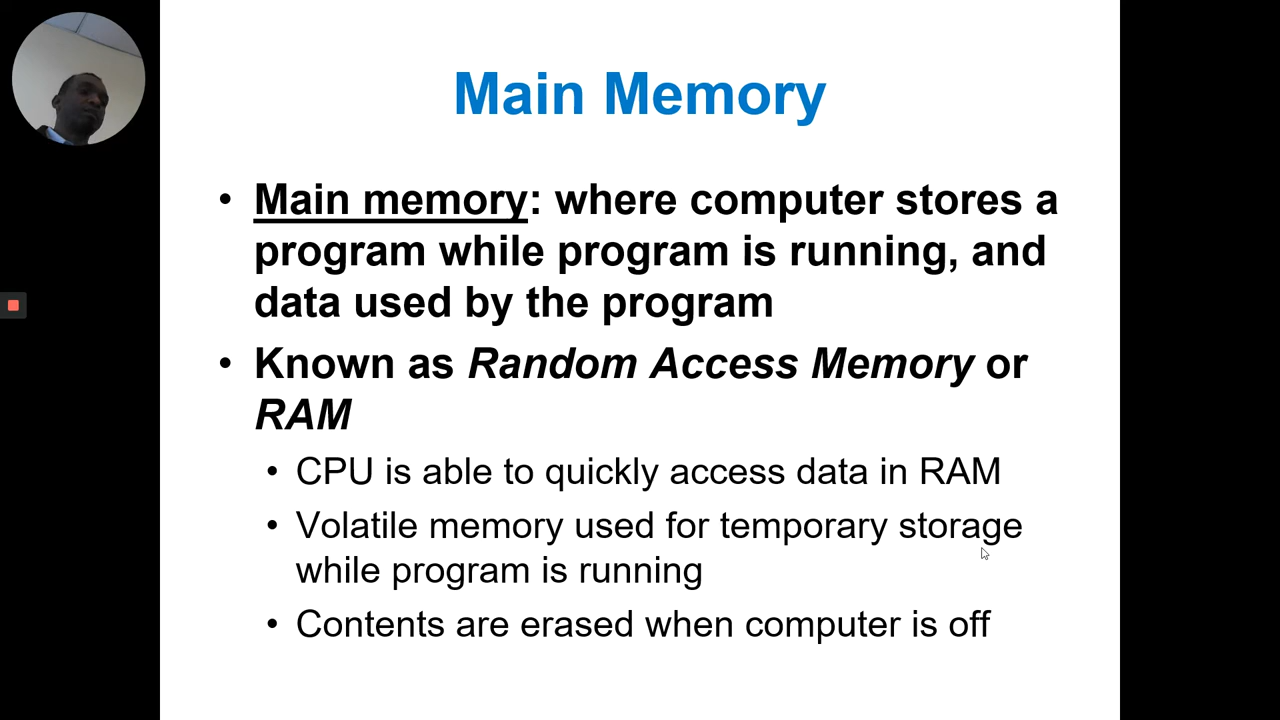 Main Memory
• Main memory: where computer stores a
program while program is running, and
data used by the program
• Known as Random Access Memory or
RAM
• CPU is able to quickly access data in RAM
• Volatile memory used for temporary storage
while program is running
• Contents are erased when computer is off